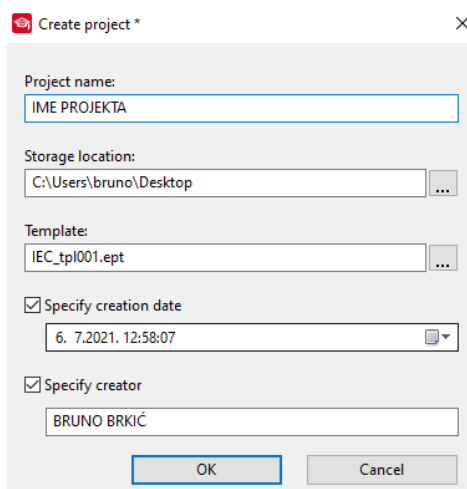 Create project *
Project name:
IME PROJEKTA
Storage location:
C:\Users\bruno\Desktop
...
Template:
IEC_tpl001.ept
...
Specify creation date
6. 7.2021. 12:58:07
Specify creator
BRUNO BRKIĆ
OK Cancel